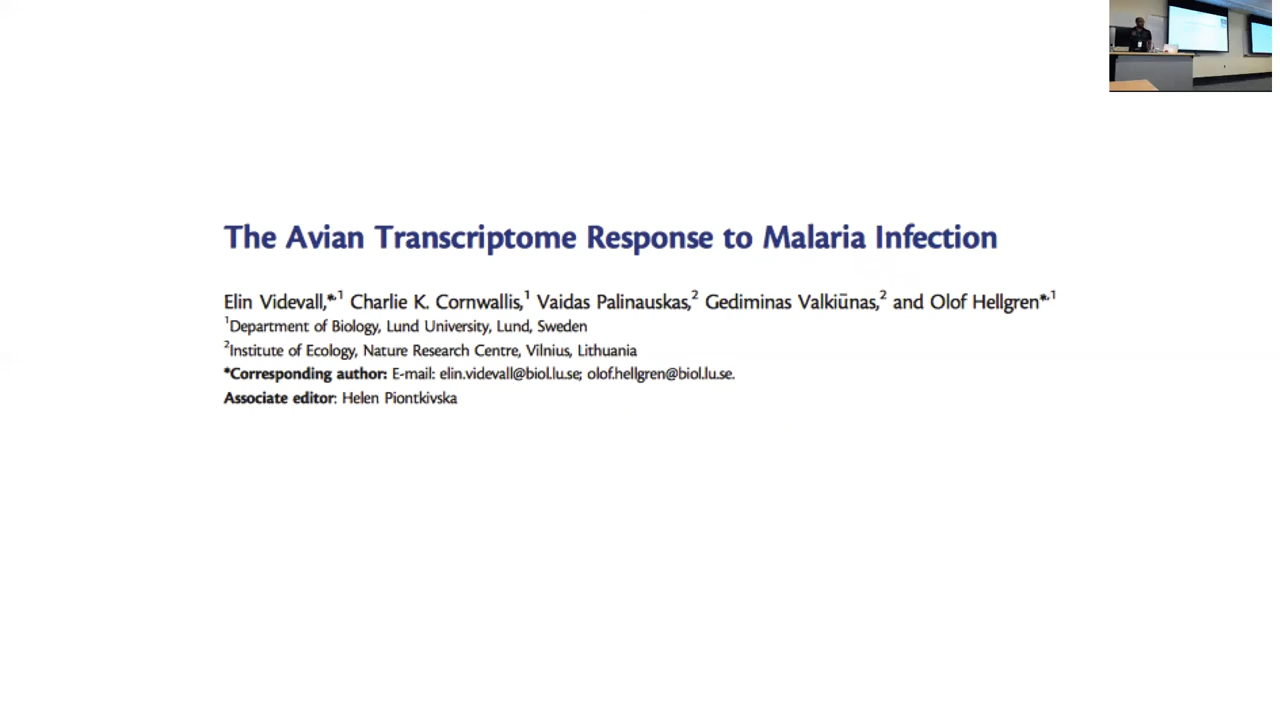 The Avian Transcriptome Response to Malaria Infection
Elin Videvall,*,1 Charlie K. Cornwallis,1 Vaidas Palinauskas,2 Gediminas Valkiūnas,2 and Olof Hellgren*,1
1Department of Biology, Lund University, Lund, Sweden
2Institute of Ecology, Nature Research Centre, Vilnius, Lithuania
*Corresponding author: E-mail: elin.videvall@biol.lu.se; olof.hellgren@biol.lu.se.
Associate editor: Helen Piontkivska